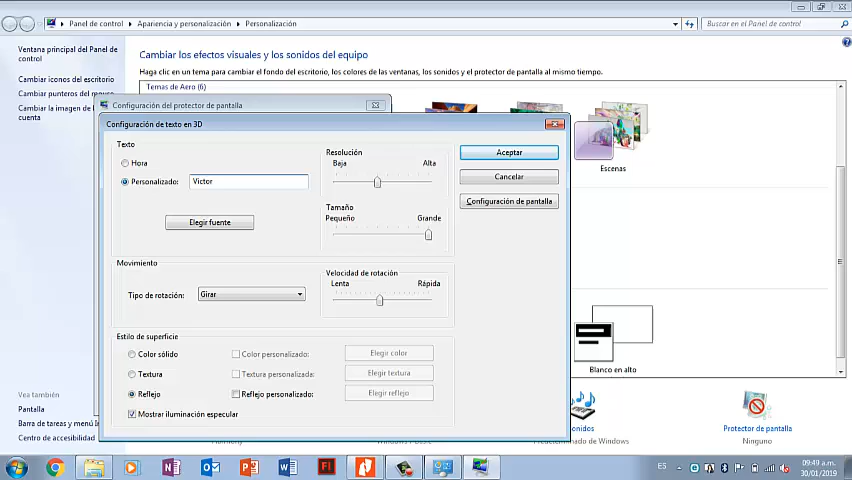 Panel de control ▸ Apariencia y personalización ▸ Personalización
Buscar en el Panel de control
Ventana principal del Panel de
control
Cambiar iconos del escritorio
Cambiar punteros del mouse
Cambiar la imagen de
cuenta
Cambiar los efectos visuales y los sonidos del equipo
Haga clic en un tema para cambiar el fondo del escritorio, los colores de las ventanas, los sonidos y el protector de pantalla al mismo tiempo.
Temas de Aero (6)
Configuración del protector de pantalla
Configuración de texto en 3D
Texto
Hora
Personalizado:
Victor
Elegir fuente
Resolución
Baja
Alta
Tamaño
Pequeño
Grande
Aceptar
Cancelar
Configuración de pantalla
Movimiento
Tipo de rotación:
Girar
Velocidad de rotación
Lenta
Rápida
Estilo de superficie
Color sólido
Color personalizado:
Elegir color
Textura
Textura personalizada:
Elegir textura
Reflejo
Reflejo personalizado:
Elegir reflejo
Mostrar iluminación especular
Escenas
Blanco en alto
Vea también
Pantalla
Barra de tareas y menú In
Centro de accesibilidad
onidos
de Windows
Protector de pantalla
Ninguno
ES
09:49 a.m.
30/01/2019